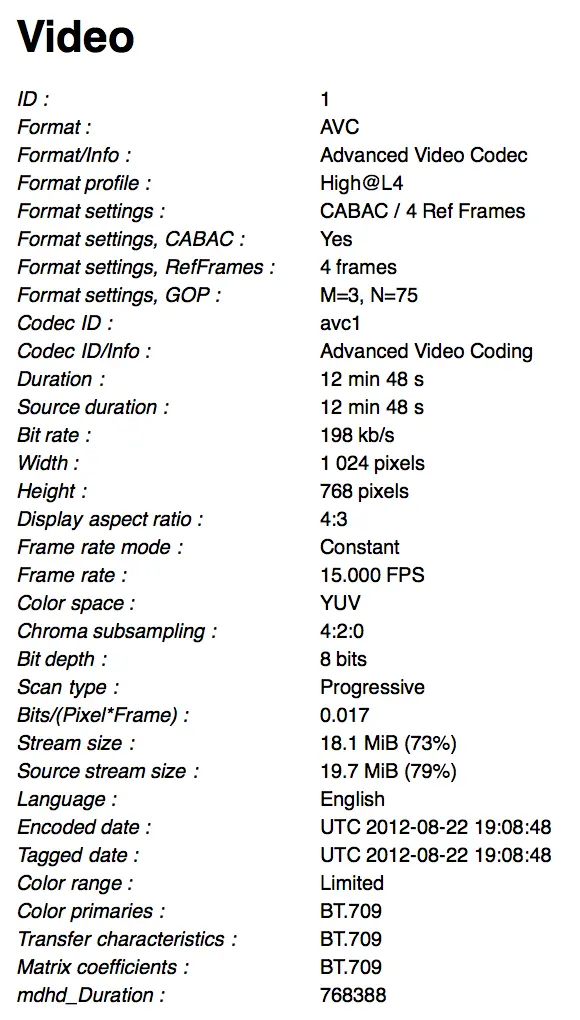 Video
ID : 1
Format : AVC
Format/Info : Advanced Video Codec
Format profile : High@L4
Format settings : CABAC / 4 Ref Frames
Format settings, CABAC : Yes
Format settings, RefFrames : 4 frames
Format settings, GOP : M=3, N=75
Codec ID : avc1
Codec ID/Info : Advanced Video Coding
Duration : 12 min 48 s
Source duration : 12 min 48 s
Bit rate : 198 kb/s
Width : 1 024 pixels
Height : 768 pixels
Display aspect ratio : 4:3
Frame rate mode : Constant
Frame rate : 15.000 FPS
Color space : YUV
Chroma subsampling : 4:2:0
Bit depth : 8 bits
Scan type : Progressive
Bits/(Pixel*Frame) : 0.017
Stream size : 18.1 MiB (73%)
Source stream size : 19.7 MiB (79%)
Language : English
Encoded date : UTC 2012-08-22 19:08:48
Tagged date : UTC 2012-08-22 19:08:48
Color range : Limited
Color primaries : BT.709
Transfer characteristics : BT.709
Matrix coefficients : BT.709
mdhd_Duration : 768388